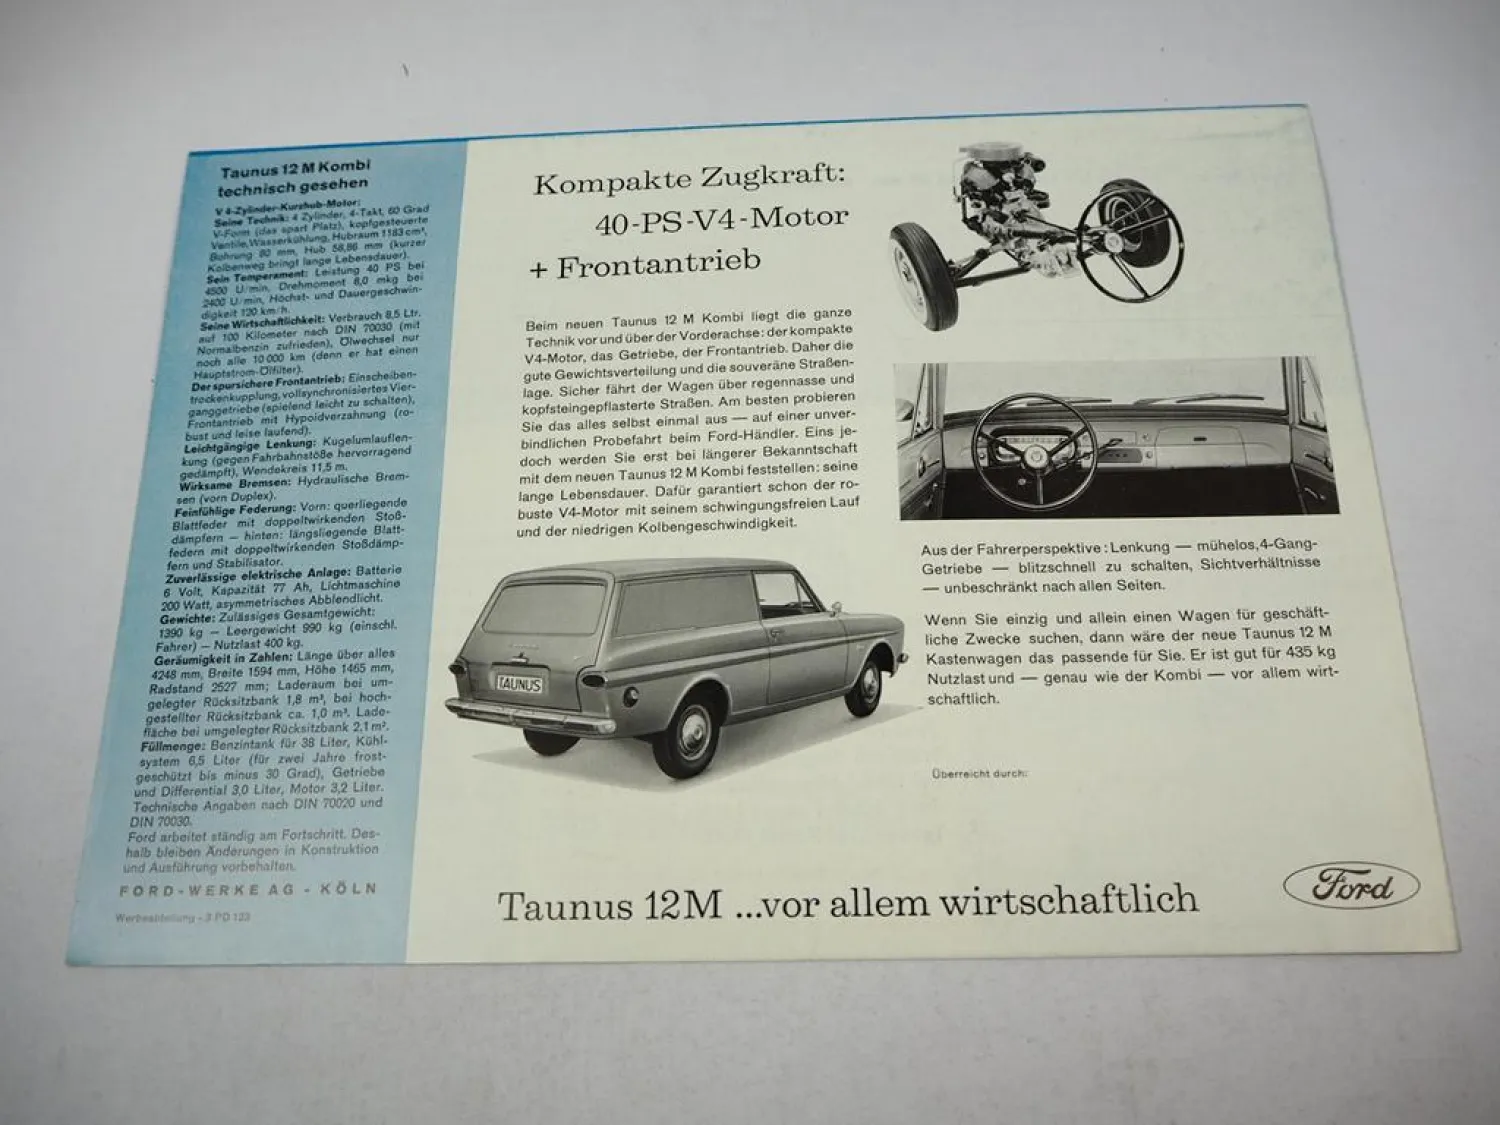 Taunus 12 M Kombi
technisch gesehen
V 4-Zylinder-Kurzhub-Motor:
Seine Technik: 4 Zylinder, 4-Takt, 60 Grad
V-Form (das spart Platz), kopfgesteuerte
Ventile, Wasserkühlung, Hubraum 1183 cm³,
Bohrung 80 mm, Hub 58,86 mm (kurzer
Kolbenweg bringt lange Lebensdauer).
Sein Temperament: Leistung 40 PS bei
4500 U/min, Drehmoment 8,0 mkg bei
2400 U/min, Höchst- und Dauergeschwin-
digkeit 120 km/h.
Seine Wirtschaftlichkeit: Verbrauch 8,5 Ltr.
auf 100 Kilometer nach DIN 70030 (mit
Normalbenzin zufrieden), Ölwechsel nur
noch alle 10 000 km (denn er hat einen
Hauptstrom-Ölfilter).
Der spursichere Frontantrieb: Einscheiben-
trockenkupplung, vollsynchronisiertes Vier-
ganggetriebe (spielend leicht zu schalten),
Frontantrieb mit Hypoidverzahnung (ro-
bust und leise laufend).
Leichtgängige Lenkung: Kugelumlauflen-
kung (gegen Fahrbahnstöße hervorragend
gedämpft), Wendekreis 11,5 m.
Wirksame Bremsen: Hydraulische Brem-
sen (vorn Duplex).
Feinfühlige Federung: Vorn: querliegende
Blattfeder mit doppeltwirkenden Stoß-
dämpfern — hinten: längsliegende Blatt-
federn mit doppeltwirkenden Stoßdämp-
fern und Stabilisator.
Zuverlässige elektrische Anlage: Batterie
6 Volt, Kapazität 77 Ah, Lichtmaschine
200 Watt, asymmetrisches Abblendlicht.
Gewichte: Zulässiges Gesamtgewicht:
1390 kg — Leergewicht 990 kg (einschl.
Fahrer) — Nutzlast 400 kg.
Geräumigkeit in Zahlen: Länge über alles
4248 mm, Breite 1594 mm, Höhe 1465 mm,
Radstand 2527 mm; Laderaum bei um-
gelegter Rücksitzbank 1,8 m³, bei hoch-
gestellter Rücksitzbank ca. 1,0 m³. Lade-
fläche bei umgelegter Rücksitzbank 2,1 m².
Füllmenge: Benzintank für 38 Liter, Kühl-
system 6,5 Liter (für zwei Jahre frost-
geschützt bis minus 30 Grad), Getriebe
und Differential 3,0 Liter, Motor 3,2 Liter.
Technische Angaben nach DIN 70020 und
DIN 70030.
Ford arbeitet ständig am Fortschritt. Des-
halb bleiben Änderungen in Konstruktion
und Ausführung vorbehalten.
FORD-WERKE AG - KÖLN
Werbeabteilung - 3 PD 123
Kompakte Zugkraft:
40-PS-V4-Motor
+ Frontantrieb
Beim neuen Taunus 12 M Kombi liegt die ganze
Technik vor und über der Vorderachse: der kompakte
V4-Motor, das Getriebe, der Frontantrieb. Daher die
gute Gewichtsverteilung und die souveräne Straßen-
lage. Sicher fährt der Wagen über regennasse und
kopfsteingepflasterte Straßen. Am besten probieren
Sie das alles selbst einmal aus — auf einer unver-
bindlichen Probefahrt beim Ford-Händler. Eins je-
doch werden Sie erst bei längerer Bekanntschaft
mit dem neuen Taunus 12 M Kombi feststellen: seine
lange Lebensdauer. Dafür garantiert schon der ro-
buste V4-Motor mit seinem schwingungsfreien Lauf
und der niedrigen Kolbengeschwindigkeit.
TAUNUS
Aus der Fahrerperspektive: Lenkung — mühelos, 4-Gang-
Getriebe — blitzschnell zu schalten, Sichtverhältnisse
— unbeschränkt nach allen Seiten.
Wenn Sie einzig und allein einen Wagen für geschäft-
liche Zwecke suchen, dann wäre der neue Taunus 12 M
Kastenwagen das passende für Sie. Er ist gut für 435 kg
Nutzlast und — genau wie der Kombi — vor allem wirt-
schaftlich.
Überreicht durch:
Taunus 12M ...vor allem wirtschaftlich
Ford